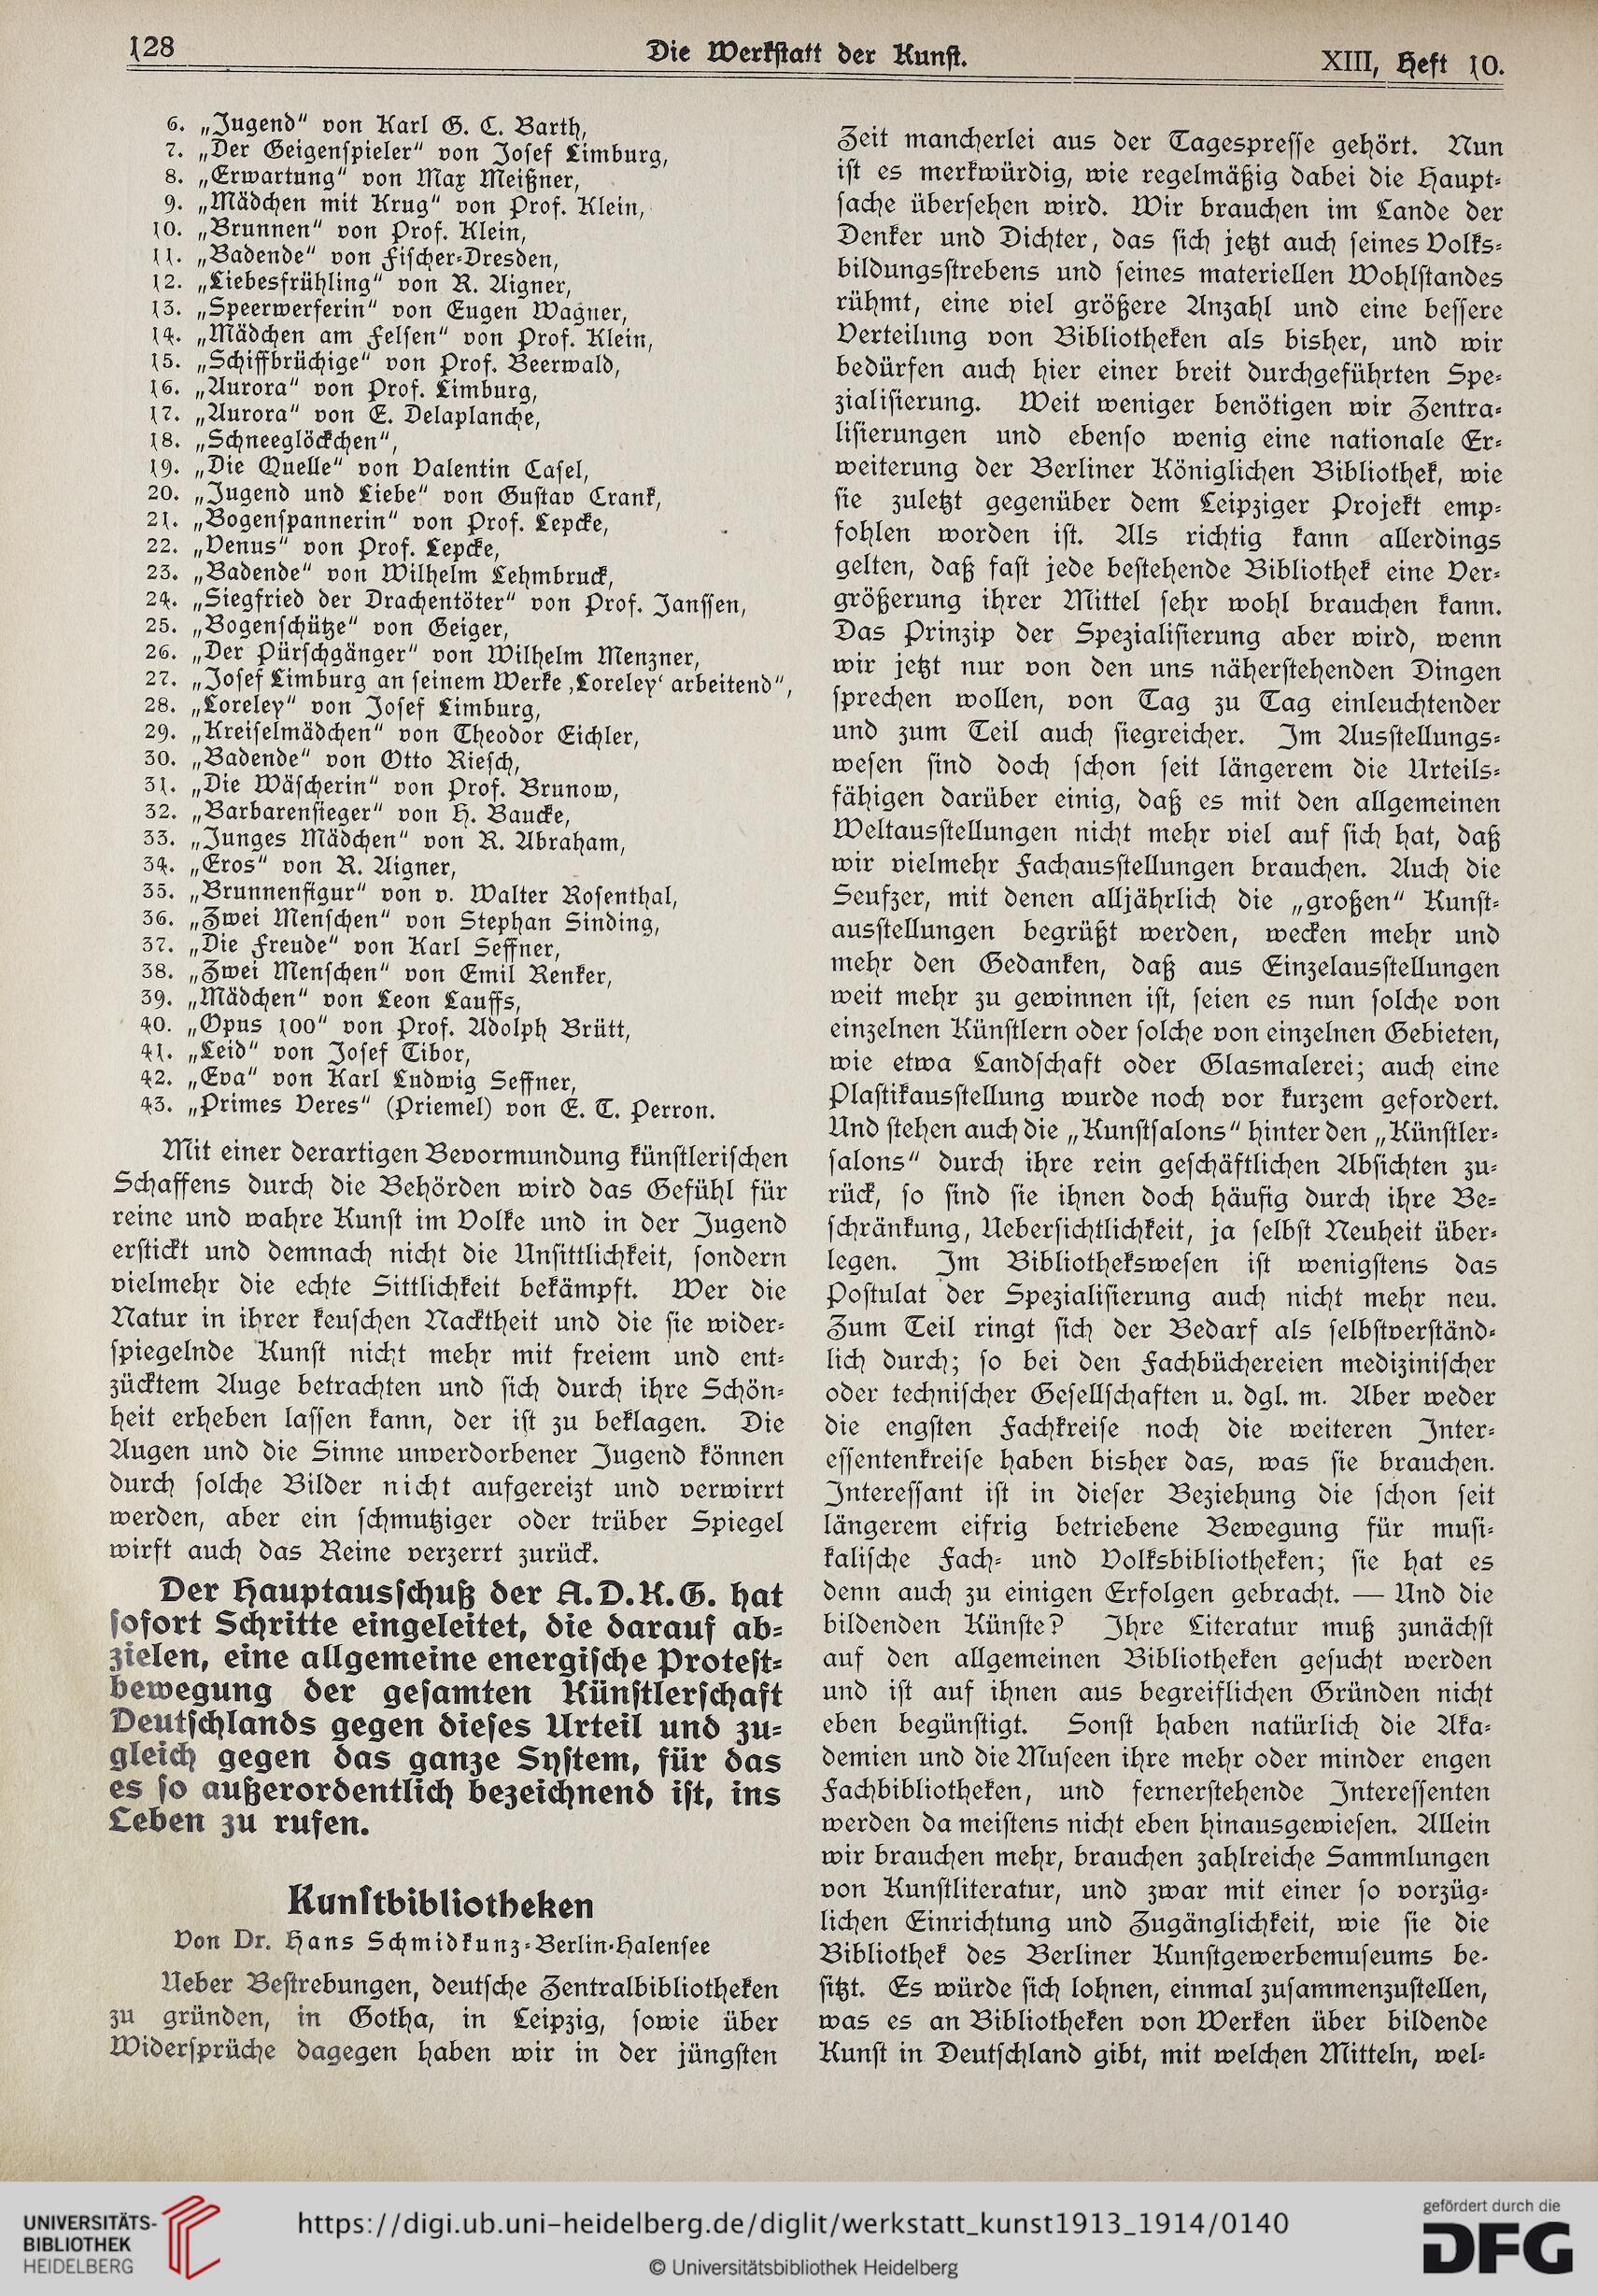 128
Die Werkstatt der Kunst.
XIII, Heft 10.
6. „Jugend“ von Karl G. C. Barth,
7. „Der Geigenspieler“ von Josef Limburg,
8. „Erwartung“ von Max Meißner,
9. „Mädchen mit Krug“ von Prof. Klein,
10. „Brunnen“ von Prof. Klein,
11. „Badende“ von Fischer-Dresden,
12. „Liebesfrühling“ von R. Aigner,
13. „Speerwerferin“ von Eugen Wagner,
14. „Mädchen am Felsen“ von Prof. Klein,
15. „Schiffbrüchige“ von Prof. Beerwald,
16. „Aurora“ von Prof. Limburg,
17. „Aurora“ von E. Delaplanche,
18. „Schneeglöckchen“,
19. „Die Quelle“ von Valentin Casel,
20. „Jugend und Liebe“ von Gustav Crank,
21. „Bogenspannerin“ von Prof. Lepcke,
22. „Venus“ von Prof. Lepcke,
23. „Badende“ von Wilhelm Lehmbruck,
24. „Siegfried der Drachentöter“ von Prof. Janssen,
25. „Bogenschütze“ von Geiger,
26. „Der Pürschgänger“ von Wilhelm Menzner,
27. „Josef Limburg an seinem Werke ‚Loreley‘ arbeitend“,
28. „Loreley“ von Josef Limburg,
29. „Kreiselmädchen“ von Theodor Eichler,
30. „Badende“ von Otto Riesch,
31. „Die Wäscherin“ von Prof. Brunow,
32. „Barbarensieger“ von H. Baucke,
33. „Junges Mädchen“ von R. Abraham,
34. „Eros“ von R. Aigner,
35. „Brunnenfigur“ von v. Walter Rosenthal,
36. „Zwei Menschen“ von Stephan Sinding,
37. „Die Freude“ von Karl Seffner,
38. „Zwei Menschen“ von Emil Renker,
39. „Mädchen“ von Leon Lauffs,
40. „Opus 100“ von Prof. Adolph Brütt,
41. „Leid“ von Josef Tibor,
42. „Eva“ von Karl Ludwig Seffner,
43. „Primes Veres“ (Priemel) von E. T. Perron.
Mit einer derartigen Bevormundung künstlerischen
Schaffens durch die Behörden wird das Gefühl für
reine und wahre Kunst im Volke und in der Jugend
erstickt und demnach nicht die Unsittlichkeit, sondern
vielmehr die echte Sittlichkeit bekämpft. Wer die
Natur in ihrer keuschen Nacktheit und die sie wider-
spiegelnde Kunst nicht mehr mit freiem und ent-
zücktem Auge betrachten und sich durch ihre Schön-
heit erheben lassen kann, der ist zu beklagen. Die
Augen und die Sinne unverdorbener Jugend können
durch solche Bilder nicht aufgereizt und verwirrt
werden, aber ein schmutziger oder trüber Spiegel
wirft auch das Reine verzerrt zurück.
Der Hauptausschuß der A.D.K.G. hat
sofort Schritte eingeleitet, die darauf ab-
zielen, eine allgemeine energische Protest-
bewegung der gesamten Künstlerschaft
Deutschlands gegen dieses Urteil und zu-
gleich gegen das ganze System, für das
es so außerordentlich bezeichnend ist, ins
Leben zu rufen.
Kunstbibliotheken
Von Dr. Hans Schmidkunz-Berlin-Halensee
Ueber Bestrebungen, deutsche Zentralbibliotheken
zu gründen, in Gotha, in Leipzig, sowie über
Widersprüche dagegen haben wir in der jüngsten
Zeit mancherlei aus der Tagespresse gehört. Nun
ist es merkwürdig, wie regelmäßig dabei die Haupt-
sache übersehen wird. Wir brauchen im Lande der
Denker und Dichter, das sich jetzt auch seines Volks-
bildungsstrebens und seines materiellen Wohlstandes
rühmt, eine viel größere Anzahl und eine bessere
Verteilung von Bibliotheken als bisher, und wir
bedürfen auch hier einer breit durchgeführten Spe-
zialisierung. Weit weniger benötigen wir Zentra-
lisierungen und ebenso wenig eine nationale Er-
weiterung der Berliner Königlichen Bibliothek, wie
sie zuletzt gegenüber dem Leipziger Projekt emp-
fohlen worden ist. Als richtig kann allerdings
gelten, daß fast jede bestehende Bibliothek eine Ver-
größerung ihrer Mittel sehr wohl brauchen kann.
Das Prinzip der Spezialisierung aber wird, wenn
wir jetzt nur von den uns näherstehenden Dingen
sprechen wollen, von Tag zu Tag einleuchtender
und zum Teil auch siegreicher. Im Ausstellungs-
wesen sind doch schon seit längerem die Urteils-
fähigen darüber einig, daß es mit den allgemeinen
Weltausstellungen nicht mehr viel auf sich hat, daß
wir vielmehr Fachausstellungen brauchen. Auch die
Seufzer, mit denen alljährlich die „großen“ Kunst-
ausstellungen begrüßt werden, wecken mehr und
mehr den Gedanken, daß aus Einzelausstellungen
weit mehr zu gewinnen ist, seien es nun solche von
einzelnen Künstlern oder solche von einzelnen Gebieten,
wie etwa Landschaft oder Glasmalerei; auch eine
Plastikausstellung wurde noch vor kurzem gefordert.
Und stehen auch die „Kunstsalons“ hinter den „Künstler-
salons“ durch ihre rein geschäftlichen Absichten zu-
rück, so sind sie ihnen doch häufig durch ihre Be-
schränkung, Uebersichtlichkeit, ja selbst Neuheit über-
legen. Im Bibliothekswesen ist wenigstens das
Postulat der Spezialisierung auch nicht mehr neu.
Zum Teil ringt sich der Bedarf als selbstverständ-
lich durch; so bei den Fachbüchereien medizinischer
oder technischer Gesellschaften u. dgl. m. Aber weder
die engsten Fachkreise noch die weiteren Inter-
essentenkreise haben bisher das, was sie brauchen.
Interessant ist in dieser Beziehung die schon seit
längerem eifrig betriebene Bewegung für musi-
kalische Fach- und Volksbibliotheken; sie hat es
denn auch zu einigen Erfolgen gebracht. — Und die
bildenden Künste? Ihre Literatur muß zunächst
auf den allgemeinen Bibliotheken gesucht werden
und ist auf ihnen aus begreiflichen Gründen nicht
eben begünstigt. Sonst haben natürlich die Aka-
demien und die Museen ihre mehr oder minder engen
Fachbibliotheken, und fernerstehende Interessenten
werden da meistens nicht eben hinausgewiesen. Allein
wir brauchen mehr, brauchen zahlreiche Sammlungen
von Kunstliteratur, und zwar mit einer so vorzüg-
lichen Einrichtung und Zugänglichkeit, wie sie die
Bibliothek des Berliner Kunstgewerbemuseums be-
sitzt. Es würde sich lohnen, einmal zusammenzustellen,
was es an Bibliotheken von Werken über bildende
Kunst in Deutschland gibt, mit welchen Mitteln, wel-
UNIVERSITÄTS-
BIBLIOTHEK
HEIDELBERG
https://digi.ub.uni-heidelberg.de/diglit/werkstatt_kunst1913_1914/0140
© Universitätsbibliothek Heidelberg
gefördert durch die
DFG